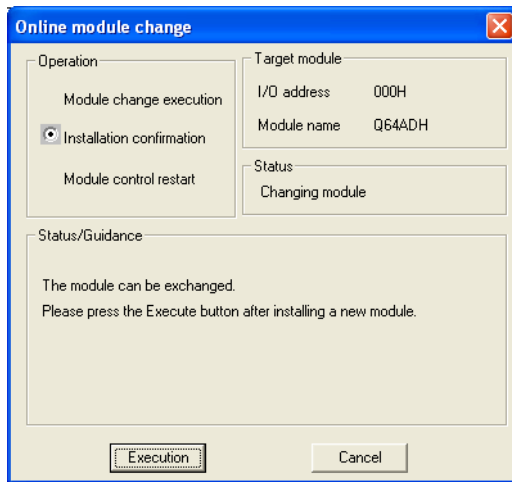 Online module change
Operation
Module change execution
Installation confirmation
Module control restart
Target module
I/O address 000H
Module name Q64ADH
Status
Changing module
Status/Guidance
The module can be exchanged.
Please press the Execute button after installing a new module.
Execution Cancel